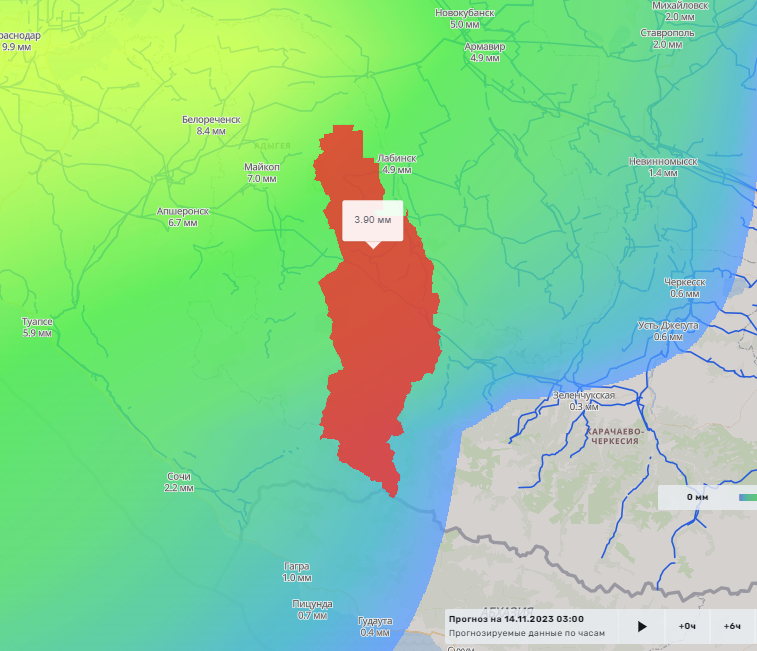 Михайловск
2.0 мм
Новокубанск
5.0 мм
раснодар
9.9 мм
Ставрополь
2.0 мм
Армавир
4.9 мм
Белореченск
8.4 мм
АДЫГЕЯ
Лабинск
4.9 мм
Невинномысск
1.4 мм
Майкоп
7.0 мм
Апшеронск
6.7 мм
3.90 мм
Черкесск
0.6 мм
Туапсе
5.9 мм
Усть Джегута
0.6 мм
Зеленчукская
0.3 мм
КАРАЧАЕВО-
ЧЕРКЕСИЯ
Сочи
2.2 мм
0 мм
Гагра
1.0 мм
Пицунда
0.7 мм
АБХАЗИЯ
Гудаута
0.4 мм
Прогноз на 14.11.2023 03:00
Прогнозируемые данные по часам
+0ч
+6ч